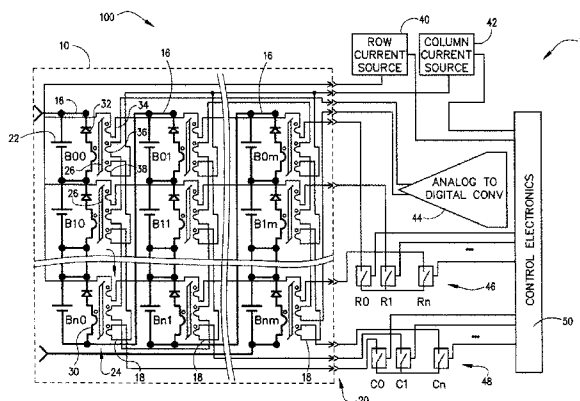 100
40
42
ROW
CURRENT
SOURCE
COLUMN
CURRENT
SOURCE
10
16
16
16
32
34
22
36
B00
B01
B0m
26
38
26
B10
B11
B1m
ANALOG TO
DIGITAL CONV
44
CONTROL ELECTRONICS
R0
R1
Rn
46
Bn0
Bn1
Bnm
30
24
18
18
18
C0
C1
Cn
48
50
20